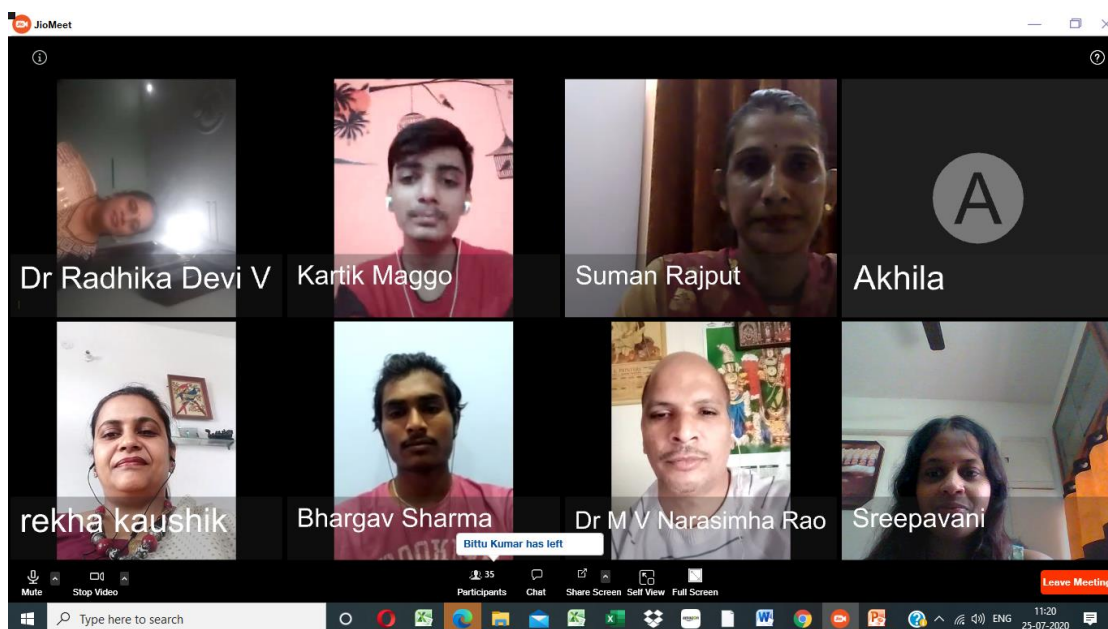 JioMeet
Dr Radhika Devi V
Kartik Maggo
Suman Rajput
A
Akhila
rekha kaushik
Bhargav Sharma
Dr M V Narasimha Rao
Sreepavani
Bittu Kumar has left
35
Mute
Stop Video
Participants
Chat
Share Screen
Self View
Full Screen
Leave Meeting
Type here to search
ENG
11:20
25-07-2020